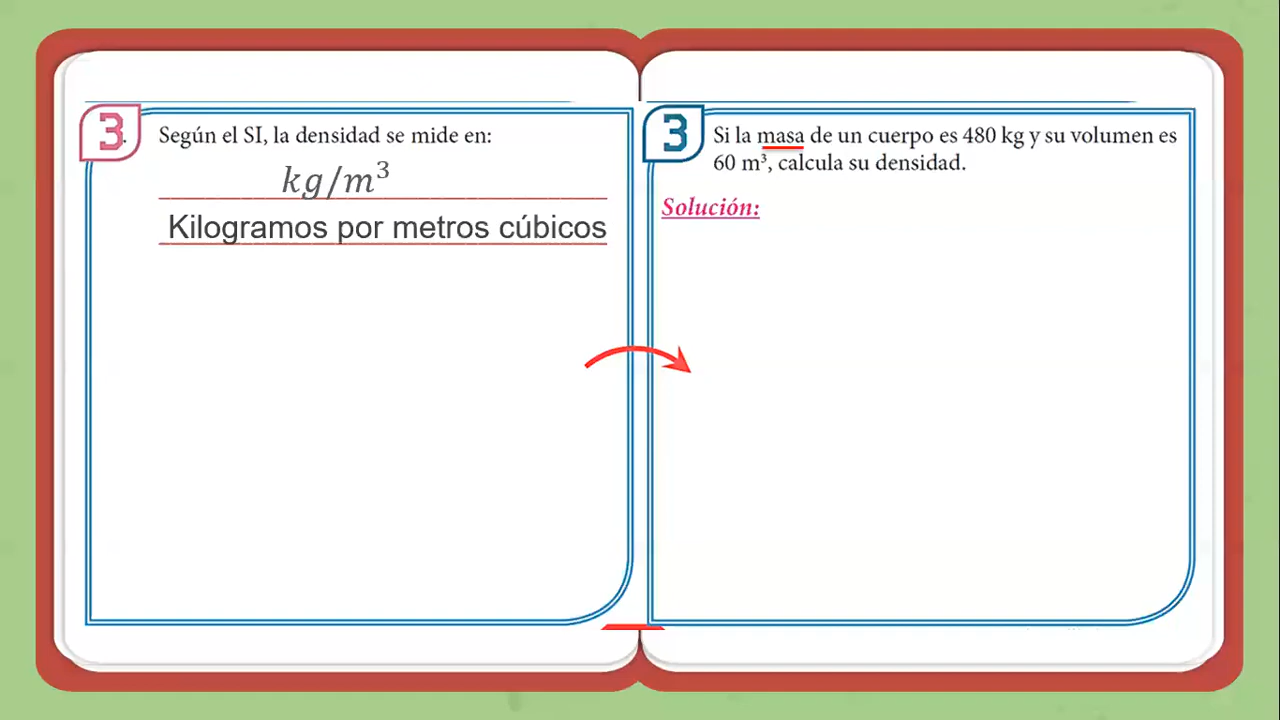 3.
Según el SI, la densidad se mide en:
kg/m³
Kilogramos por metros cúbicos
3
Si la masa de un cuerpo es 480 kg y su volumen es
60 m³, calcula su densidad.
Solución: